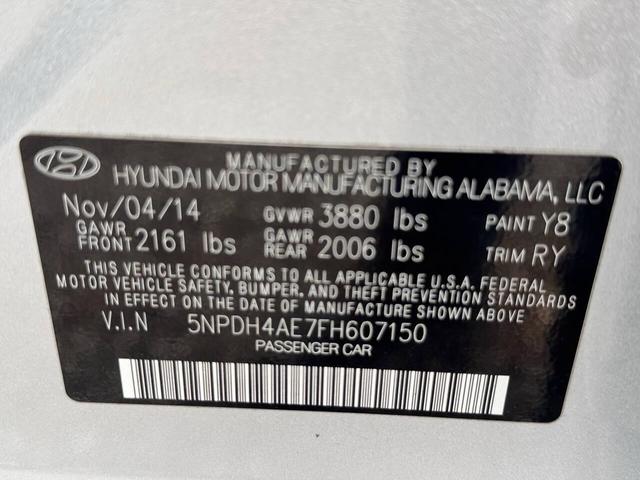 MANUFACTURED BY
HYUNDAI MOTOR MANUFACTURING ALABAMA, LLC
Nov/04/14 GVWR 3880 lbs PAINT Y8
GAWR FRONT 2161 lbs GAWR REAR 2006 lbs TRIM RY
THIS VEHICLE CONFORMS TO ALL APPLICABLE U.S.A. FEDERAL
MOTOR VEHICLE SAFETY, BUMPER, AND THEFT PREVENTION STANDARDS
IN EFFECT ON THE DATE OF MANUFACTURE SHOWN ABOVE
V.I.N 5NPDH4AE7FH607150
PASSENGER CAR